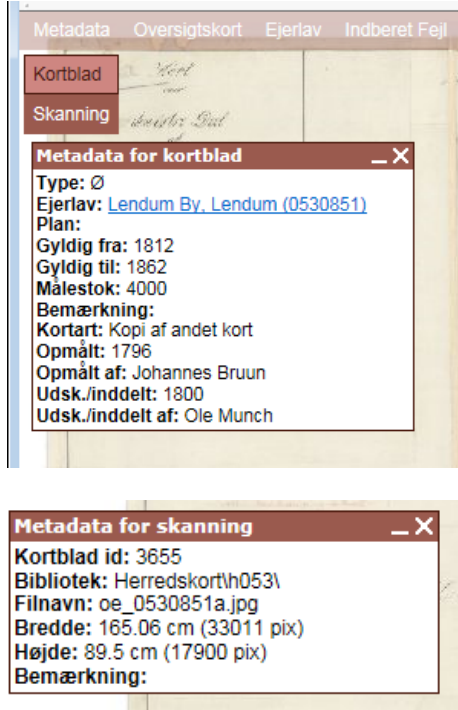 Metadata Oversigtskort Ejerlav Indberet Fejl
Kortblad
Skanning
Metadata for kortblad
Type: Ø
Ejerlav: Lendum By, Lendum (0530851)
Plan:
Gyldig fra: 1812
Gyldig til: 1862
Målestok: 4000
Bemærkning:
Kortart: Kopi af andet kort
Opmålt: 1796
Opmålt af: Johannes Bruun
Udsk./inddelt: 1800
Udsk./inddelt af: Ole Munch
Metadata for skanning
Kortblad id: 3655
Bibliotek: Herredskort\h053\
Filnavn: oe_0530851a.jpg
Bredde: 165.06 cm (33011 pix)
Højde: 89.5 cm (17900 pix)
Bemærkning: